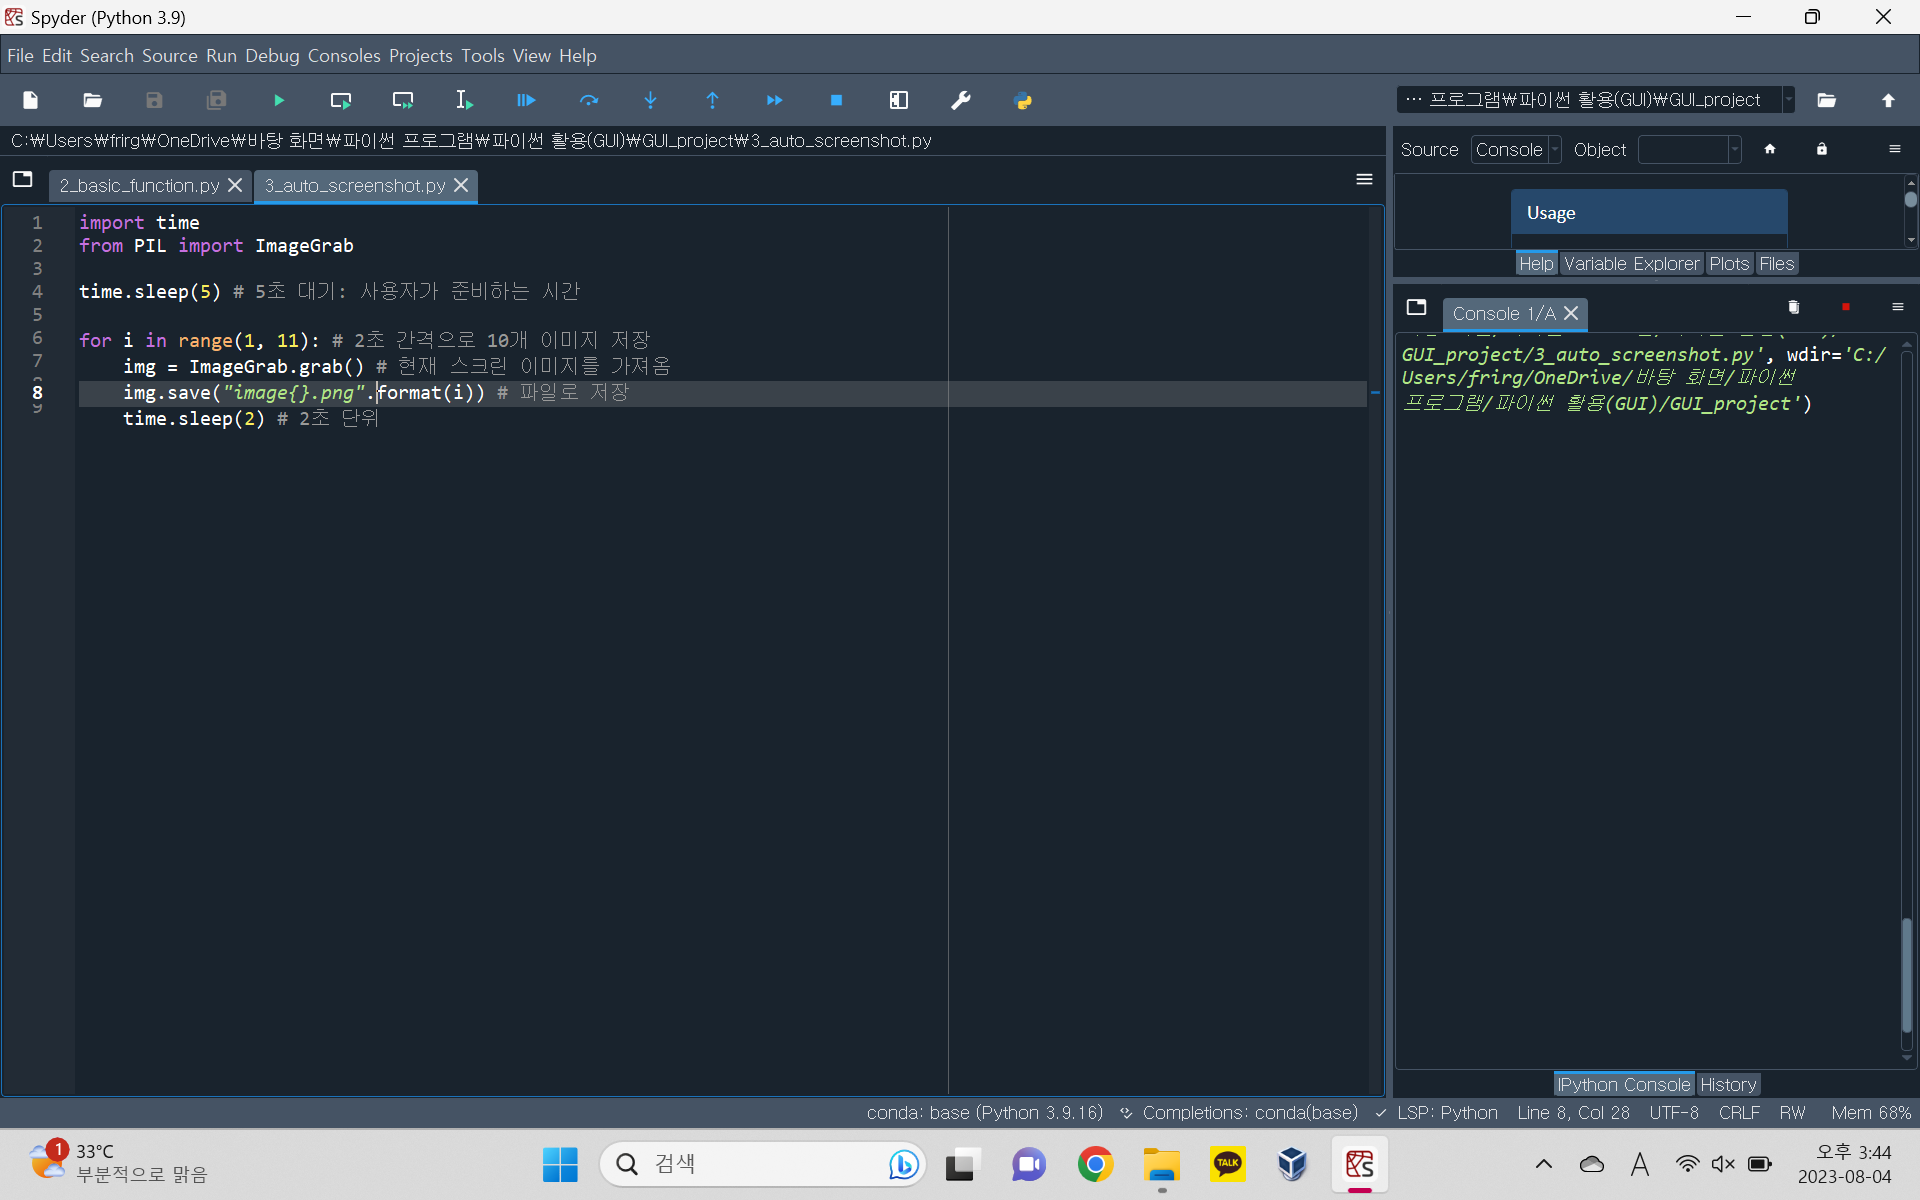 Spyder (Python 3.9)
File Edit Search Source Run Debug Consoles Projects Tools View Help
··· 프로그램₩파이썬 활용(GUI)₩GUI_project
C:₩Users₩frirg₩OneDrive₩바탕 화면₩파이썬 프로그램₩파이썬 활용(GUI)₩GUI_project₩3_auto_screenshot.py
2_basic_function.py
3_auto_screenshot.py
1 import time
2 from PIL import ImageGrab
3
4 time.sleep(5) # 5초 대기: 사용자가 준비하는 시간
5
6 for i in range(1, 11): # 2초 간격으로 10개 이미지 저장
7 img = ImageGrab.grab() # 현재 스크린 이미지를 가져옴
8 img.save("image{}.png".format(i)) # 파일로 저장
9 time.sleep(2) # 2초 단위
Source Console Object
Usage
Help Variable Explorer Plots Files
Console 1/A
GUI_project/3_auto_screenshot.py', wdir='C:/
Users/frirg/OneDrive/바탕 화면/파이썬
프로그램/파이썬 활용(GUI)/GUI_project')
IPython Console History
conda: base (Python 3.9.16) Completions: conda(base) LSP: Python Line 8, Col 28 UTF-8 CRLF RW Mem 68%
1
33°C
부분적으로 맑음
검색
TALK
A
오후 3:44
2023-08-04